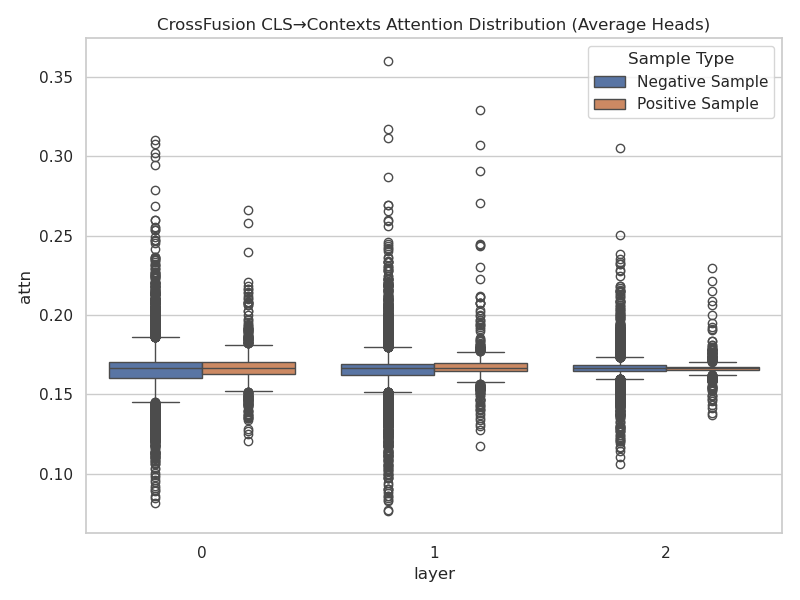 CrossFusion CLS→Contexts Attention Distribution (Average Heads)
Sample Type
Negative Sample
Positive Sample
0.35
0.30
0.25
0.20
0.15
0.10
attn
0 1 2
layer